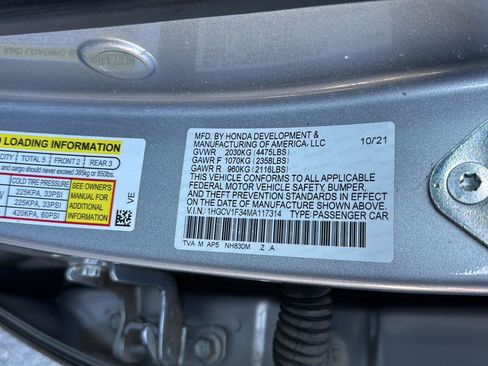 LOADING INFORMATION
CITY TOTAL 5 FRONT 2 REAR 3
and cargo should never exceed 385kg or 850lbs.
COLD TIRE PRESSURE
225KPA, 33PSI
225KPA, 33PSI
420KPA, 60PSI
SEE OWNER'S
MANUAL FOR
ADDITIONAL
INFORMATION
VE
MFD. BY HONDA DEVELOPMENT &
MANUFACTURING OF AMERICA, LLC 10/21
GVWR 2030KG (4475LBS)
GAWR F 1070KG (2358LBS)
GAWR R 960KG (2116LBS)
THIS VEHICLE CONFORMS TO ALL APPLICABLE
FEDERAL MOTOR VEHICLE SAFETY, BUMPER,
AND THEFT PREVENTION STANDARDS IN EFFECT
ON THE DATE OF MANUFACTURE SHOWN ABOVE.
V.I.N.: 1HGCV1F34MA117314 TYPE:PASSENGER CAR
TVA M AP5 NH830M Z A